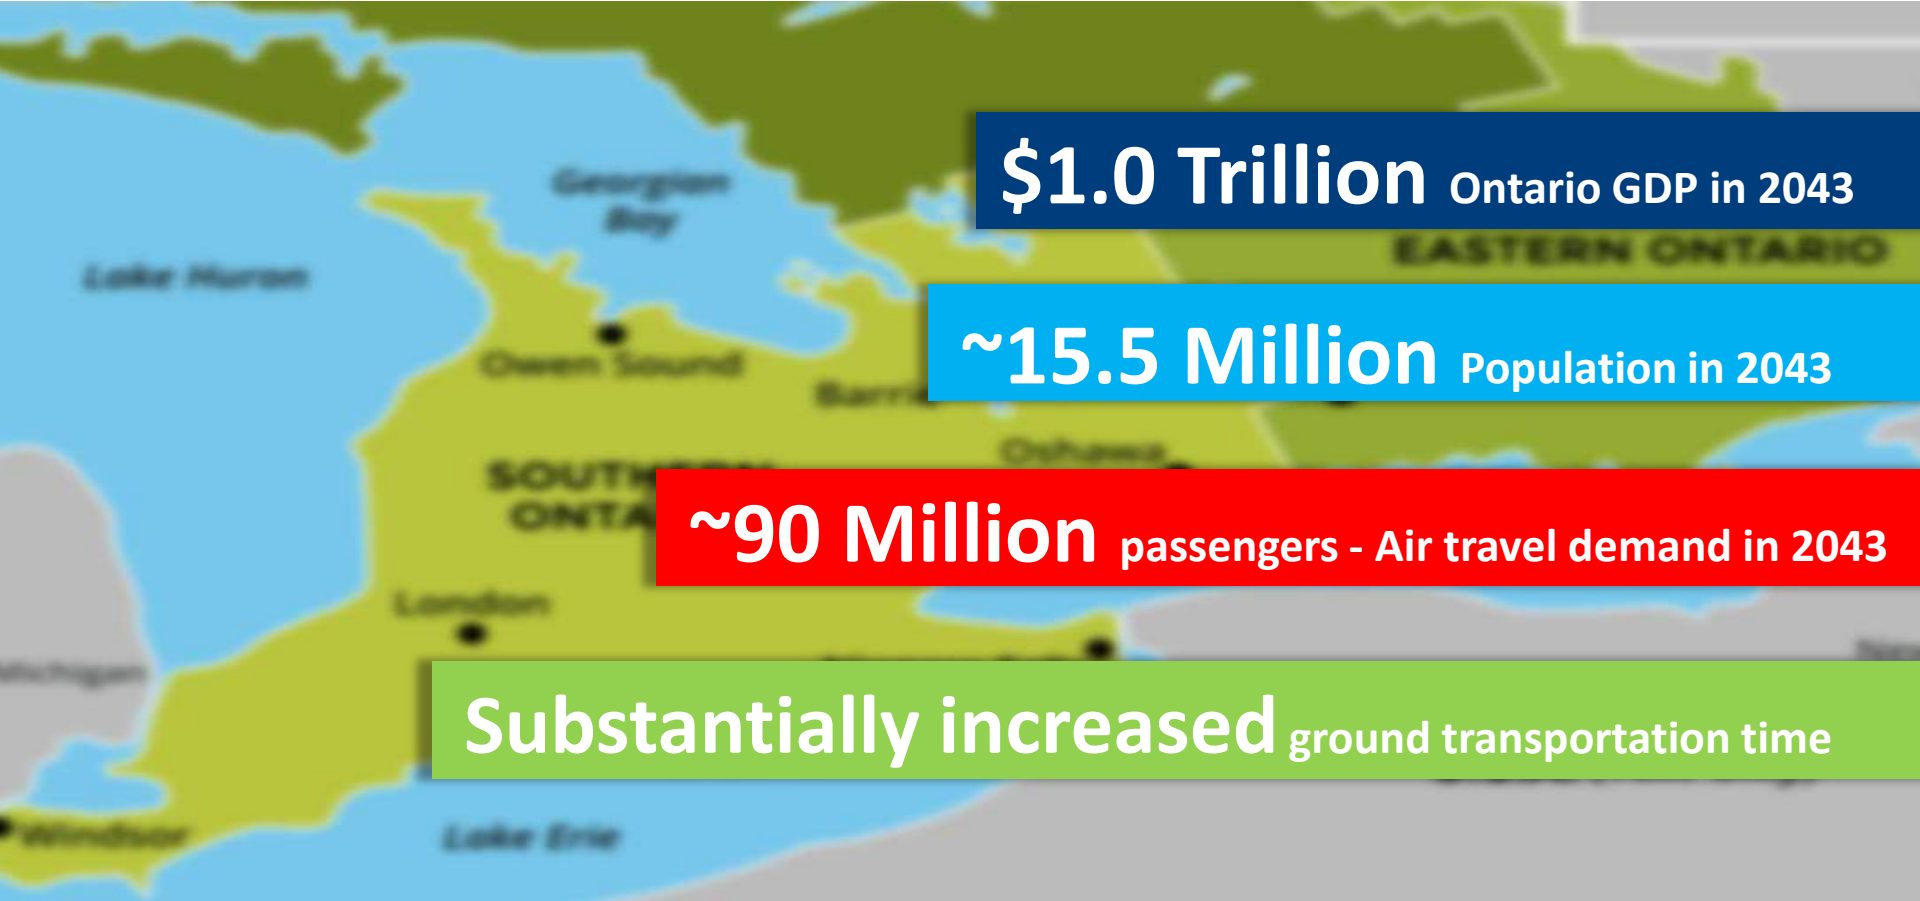 $1.0 Trillion Ontario GDP in 2043
Georgian
Bay
EASTERN ONTARIO
Lake Huron
~15.5 Million Population in 2043
Owen Sound
Oshawa
~90 Million passengers - Air travel demand in 2043
London
Michigan
Substantially increased ground transportation time
Windsor
Lake Erie